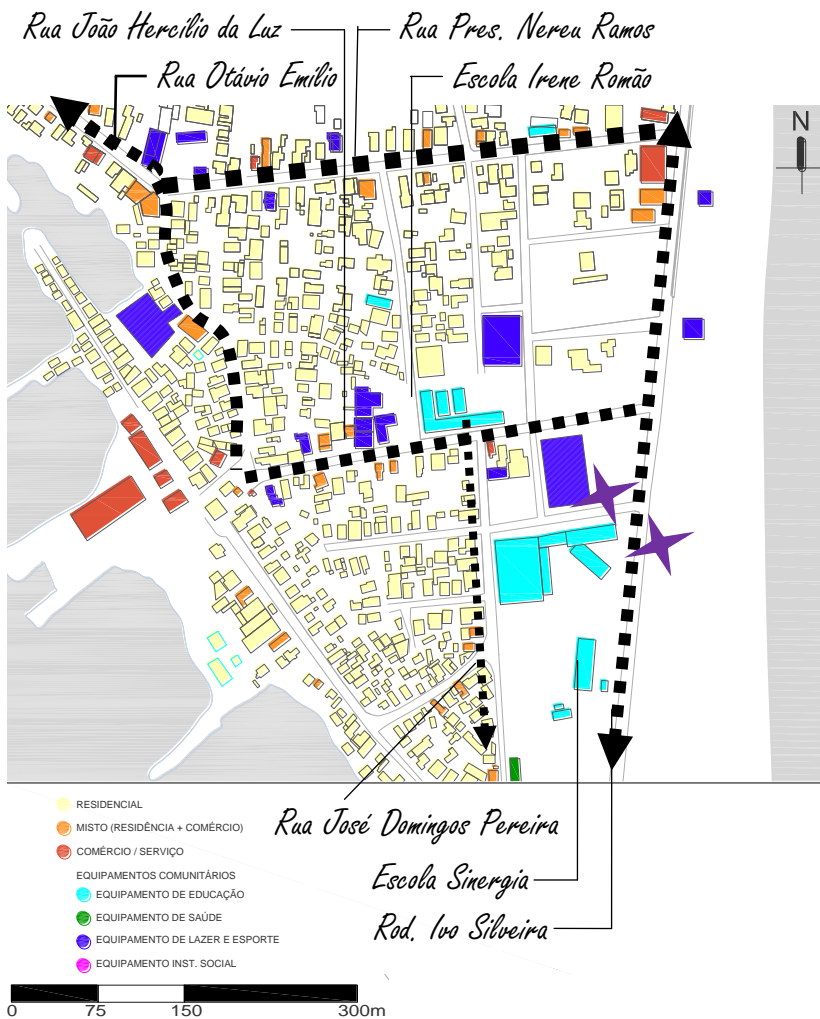 Rua João Hercilio da Luz
Rua Pres. Nereu Ramos
Rua Otávio Emílio
Escola Irene Romão
N
RESIDENCIAL
MISTO (RESIDÊNCIA + COMÉRCIO)
COMÉRCIO / SERVIÇO
EQUIPAMENTOS COMUNITÁRIOS
EQUIPAMENTO DE EDUCAÇÃO
EQUIPAMENTO DE SAÚDE
EQUIPAMENTO DE LAZER E ESPORTE
EQUIPAMENTO INST. SOCIAL
Rua José Domingos Pereira
Escola Sinergia
Rod. Ivo Silveira
0 75 150 300m